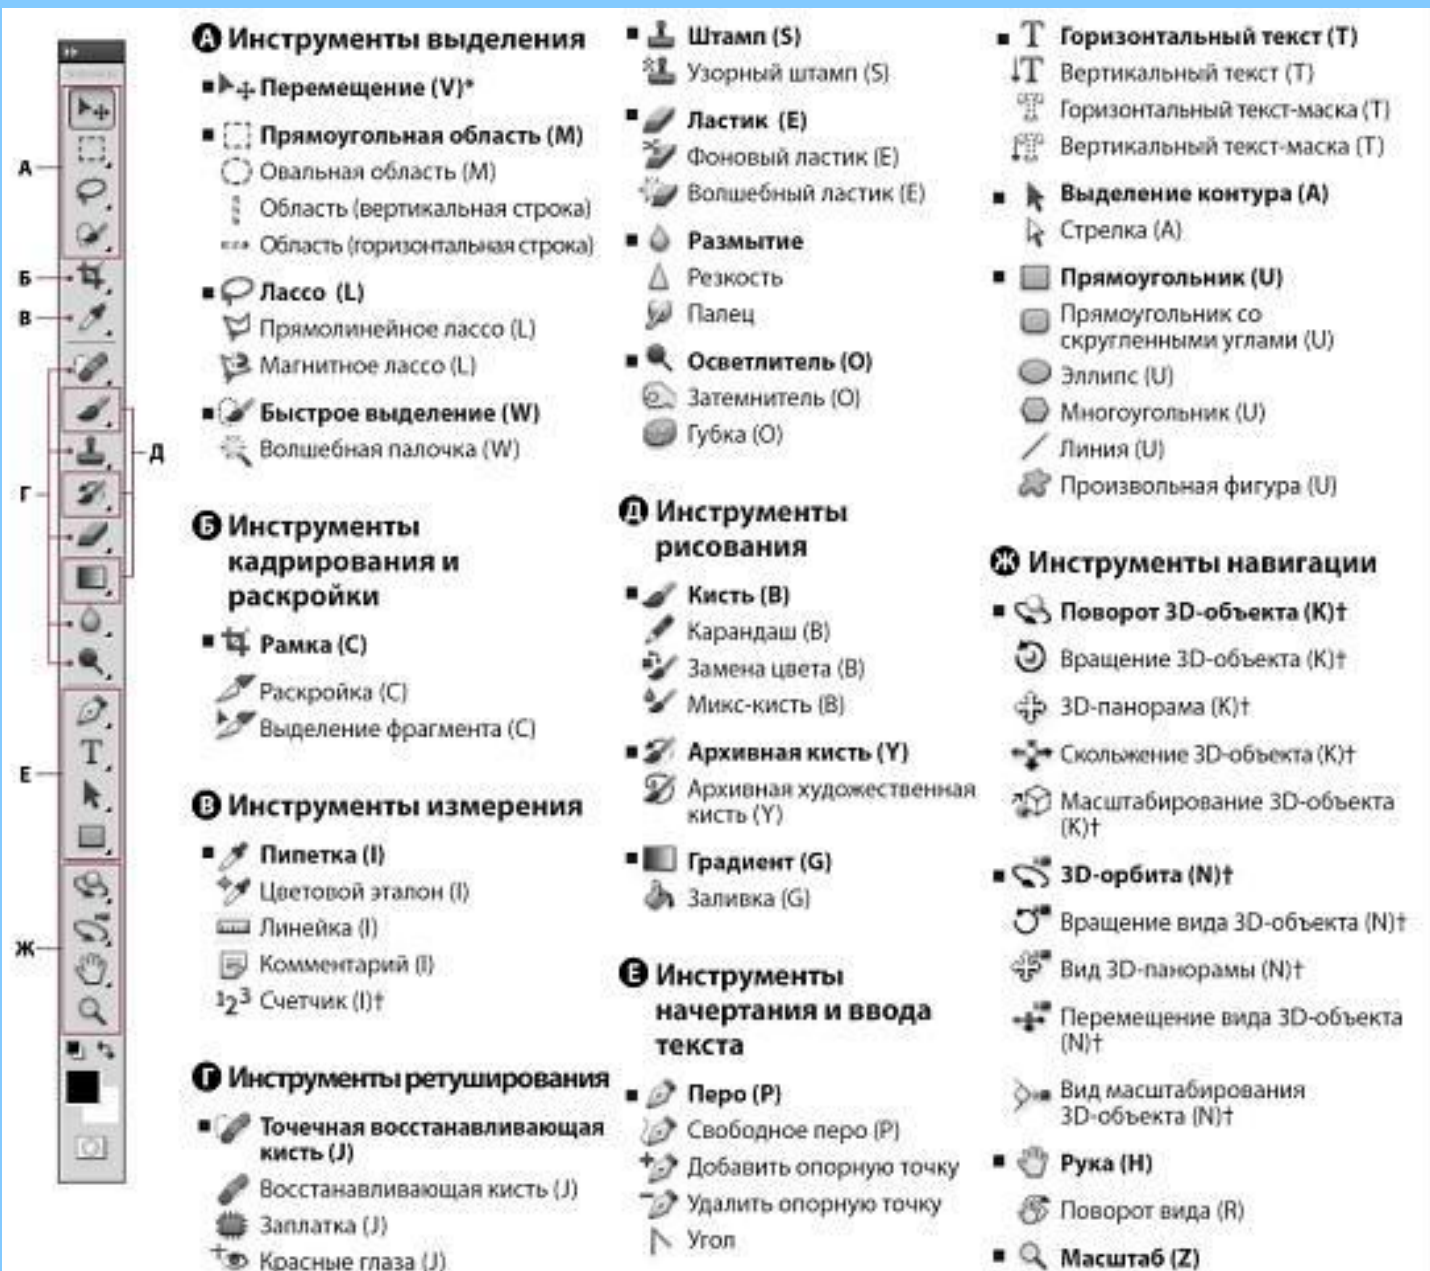 А
Б
В
Г
Д
Е
Ж
T
А Инструменты выделения
Перемещение (V)*
Прямоугольная область (M)
Овальная область (M)
Область (вертикальная строка)
Область (горизонтальная строка)
Лассо (L)
Прямолинейное лассо (L)
Магнитное лассо (L)
Быстрое выделение (W)
Волшебная палочка (W)
Б Инструменты
кадрирования и
раскройки
Рамка (C)
Раскройка (C)
Выделение фрагмента (C)
В Инструменты измерения
Пипетка (I)
Цветовой эталон (I)
Линейка (I)
Комментарий (I)
123 Счетчик (I)†
Г Инструменты ретуширования
Точечная восстанавливающая
кисть (J)
Восстанавливающая кисть (J)
Заплатка (J)
Красные глаза (J)
Штамп (S)
Узорный штамп (S)
Ластик (E)
Фоновый ластик (E)
Волшебный ластик (E)
Размытие
Резкость
Палец
Осветлитель (O)
Затемнитель (O)
Губка (O)
Д Инструменты
рисования
Кисть (B)
Карандаш (B)
Замена цвета (B)
Микс-кисть (B)
Архивная кисть (Y)
Архивная художественная
кисть (Y)
Градиент (G)
Заливка (G)
Е Инструменты
начертания и ввода
текста
Перо (P)
Свободное перо (P)
Добавить опорную точку
Удалить опорную точку
Угол
T Горизонтальный текст (T)
T Вертикальный текст (T)
T Горизонтальный текст-маска (T)
T Вертикальный текст-маска (T)
Выделение контура (A)
Стрелка (A)
Прямоугольник (U)
Прямоугольник со
скругленными углами (U)
Эллипс (U)
Многоугольник (U)
Линия (U)
Произвольная фигура (U)
Ж Инструменты навигации
Поворот 3D-объекта (K)†
Вращение 3D-объекта (K)†
3D-панорама (K)†
Скольжение 3D-объекта (K)†
Масштабирование 3D-объекта
(K)†
3D-орбита (N)†
Вращение вида 3D-объекта (N)†
Вид 3D-панорамы (N)†
Перемещение вида 3D-объекта
(N)†
Вид масштабирования
3D-объекта (N)†
Рука (H)
Поворот вида (R)
Масштаб (Z)